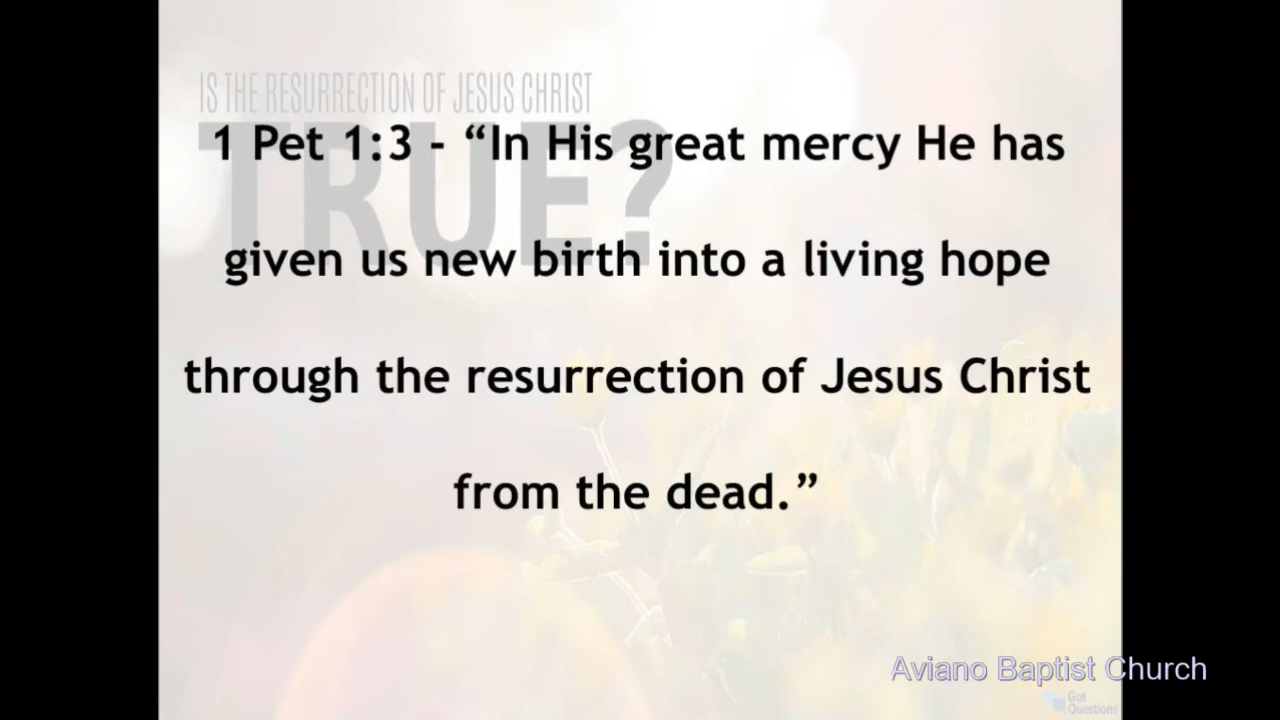 IS THE RESURRECTION OF JESUS CHRIST
TRUE?
1 Pet 1:3 - “In His great mercy He has
given us new birth into a living hope
through the resurrection of Jesus Christ
from the dead.”
Aviano Baptist Church
Got
Questions